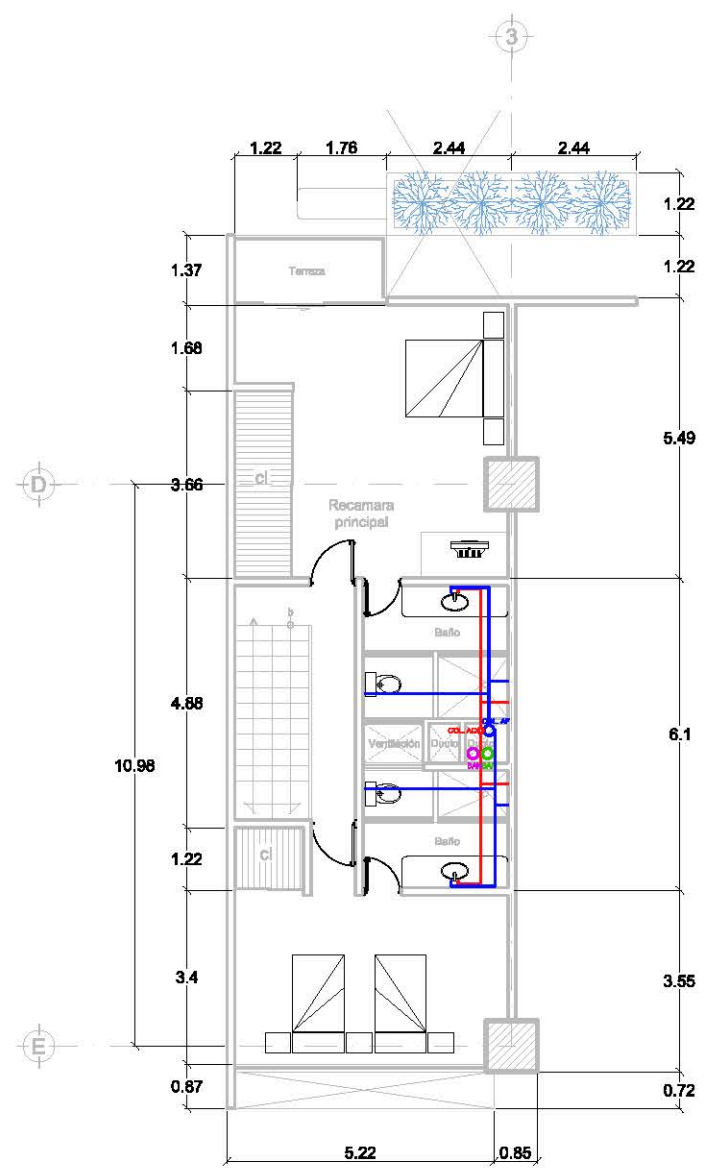 3
1.22
1.76
2.44
2.44
1.22
1.37
Terraza
1.22
1.68
5.49
D
3.66
cl
Recamara
principal
b
Baño
4.88
COL. AF
6.1
Ventilación
Ducto
10.98
1.22
cl
Baño
3.4
3.55
E
0.87
0.72
5.22
0.85